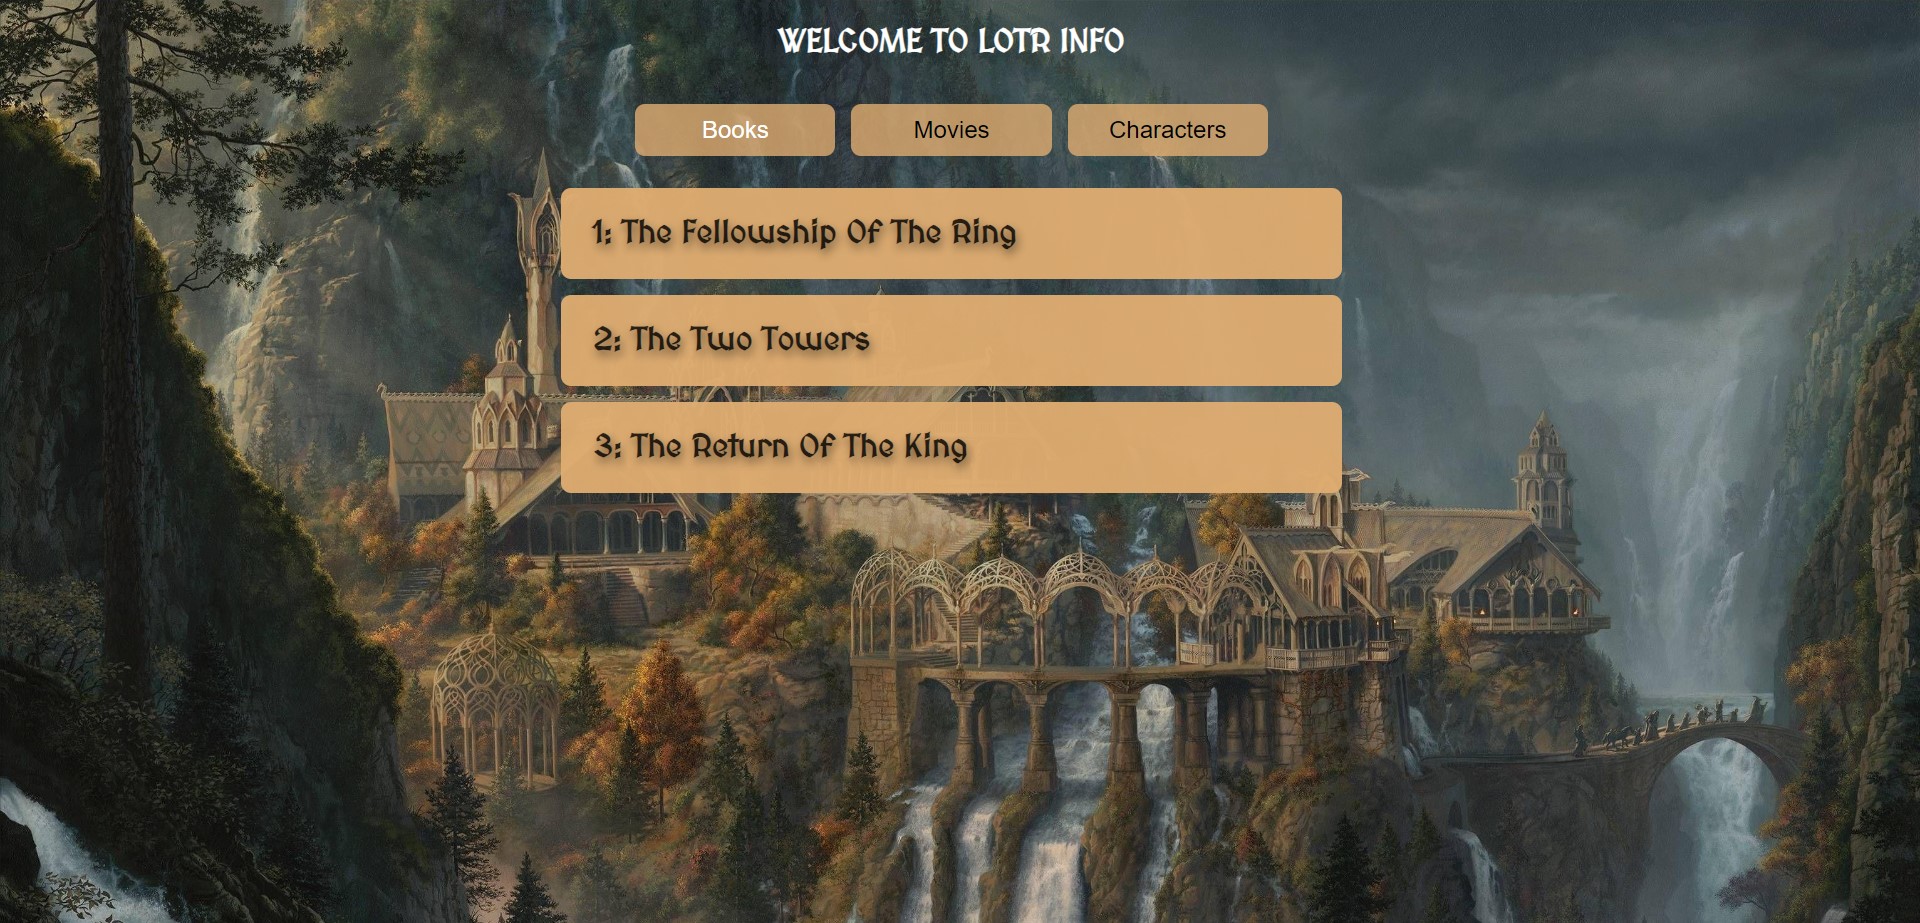 WELCOME TO LOTR INFO
Books
Movies
Characters
1: The Fellowship Of The Ring
2: The Two Towers
3: The Return Of The King